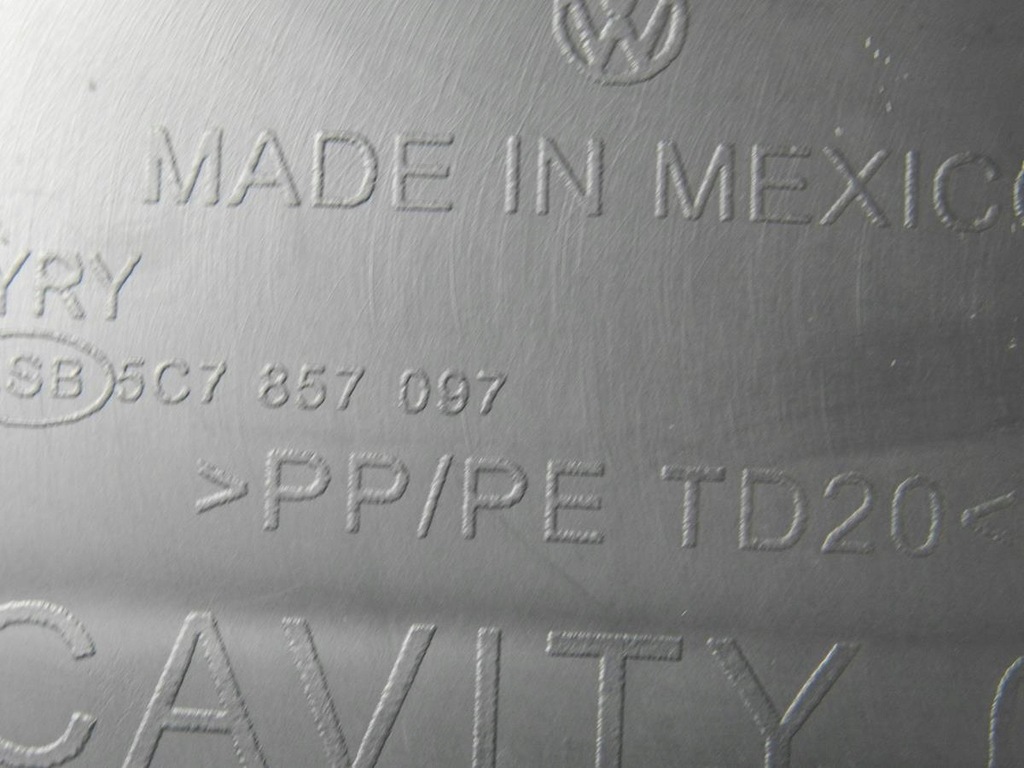 MADE IN MEXICO
YRY
SB 5C7 857 097
>PP/PE TD20<
CAVITY